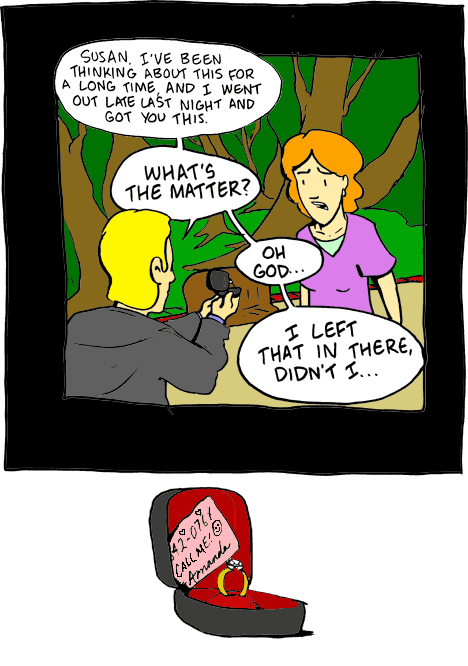 SUSAN, I'VE BEEN
THINKING ABOUT THIS FOR
A LONG TIME, AND I WENT
OUT LATE LAST NIGHT AND
GOT YOU THIS.
WHAT'S
THE MATTER?
OH
GOD...
I LEFT
THAT IN THERE,
DIDN'T I...
CALL ME!
Amanda